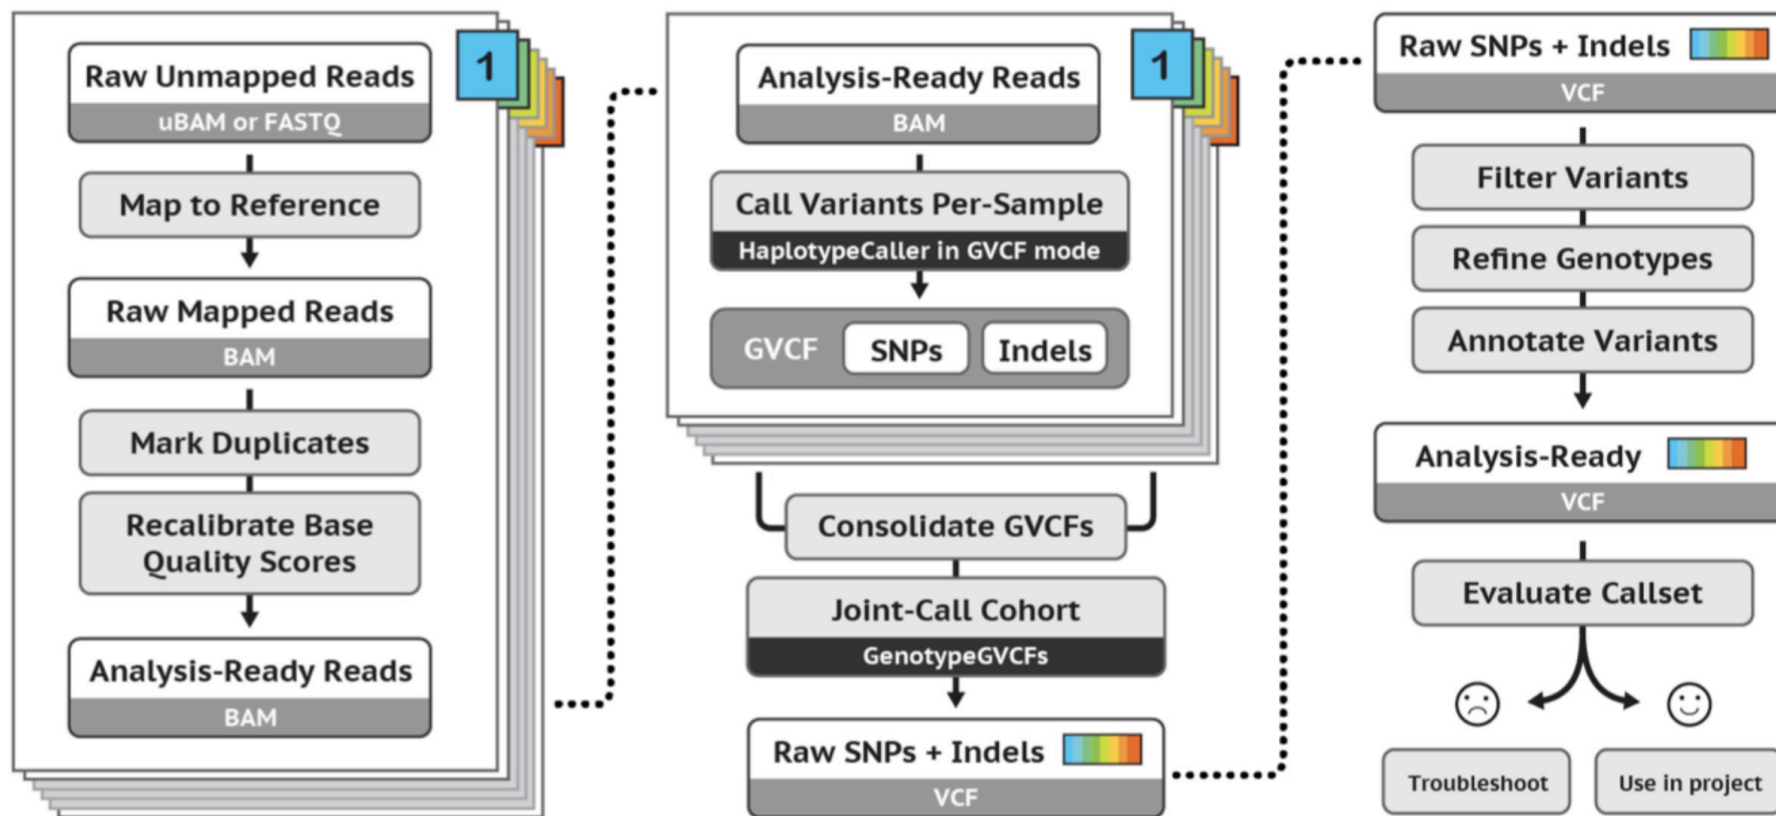 Raw Unmapped Reads
uBAM or FASTQ
1
Map to Reference
Raw Mapped Reads
BAM
Mark Duplicates
Recalibrate Base
Quality Scores
Analysis-Ready Reads
BAM
Analysis-Ready Reads
BAM
1
Call Variants Per-Sample
HaplotypeCaller in GVCF mode
GVCF SNPs Indels
Consolidate GVCFs
Joint-Call Cohort
GenotypeGVCFs
Raw SNPs + Indels
VCF
Raw SNPs + Indels
VCF
Filter Variants
Refine Genotypes
Annotate Variants
Analysis-Ready
VCF
Evaluate Callset
Troubleshoot
Use in project